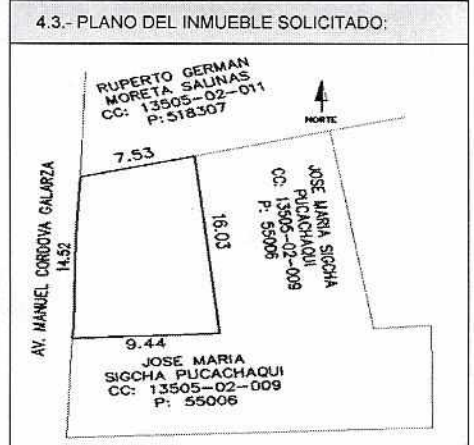 4.3.- PLANO DEL INMUEBLE SOLICITADO:
RUPERTO GERMAN
MORETA SALINAS
CC: 13505-02-011
P: 518307
NORTE
7.53
AV. MANUEL CORDOVA GALARZA
14.52
16.03
JOSE MARIA SIGCHA
PUCACHAQUI
CC: 13505-02-009
P: 55006
9.44
JOSE MARIA
SIGCHA PUCACHAQUI
CC: 13505-02-009
P: 55006